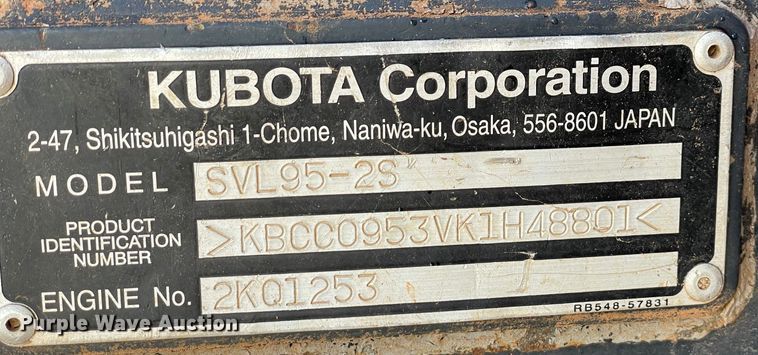 KUBOTA Corporation
2-47, Shikitsuhigashi 1-Chome, Naniwa-ku, Osaka, 556-8601 JAPAN
MODEL SVL95-2S
PRODUCT
IDENTIFICATION
NUMBER
>KBCC0953VK1H48801<
ENGINE No. 2KQ1253
RB548-57831
Purple Wave Auction